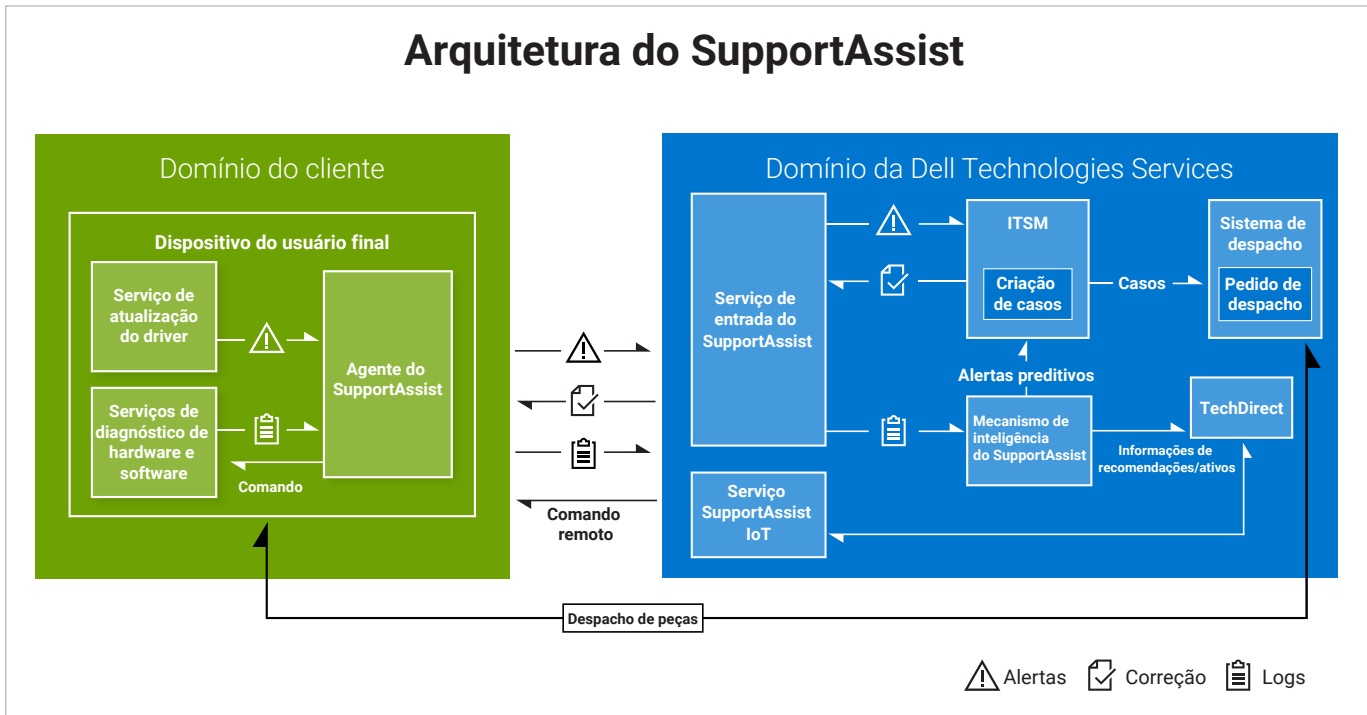 Arquitetura do SupportAssist
Domínio do cliente
Dispositivo do usuário final
Serviço de
atualização
do driver
Serviços de
diagnóstico de
hardware e
software
Agente do
SupportAssist
Comando
Comando
remoto
Domínio da Dell Technologies Services
Serviço de
entrada do
SupportAssist
ITSM
Criação
de casos
Casos
Sistema de
despacho
Pedido de
despacho
Alertas preditivos
Mecanismo de
inteligência
do SupportAssist
TechDirect
Informações de
recomendações/ativos
Serviço
SupportAssist
IoT
Despacho de peças
Alertas
Correção
Logs